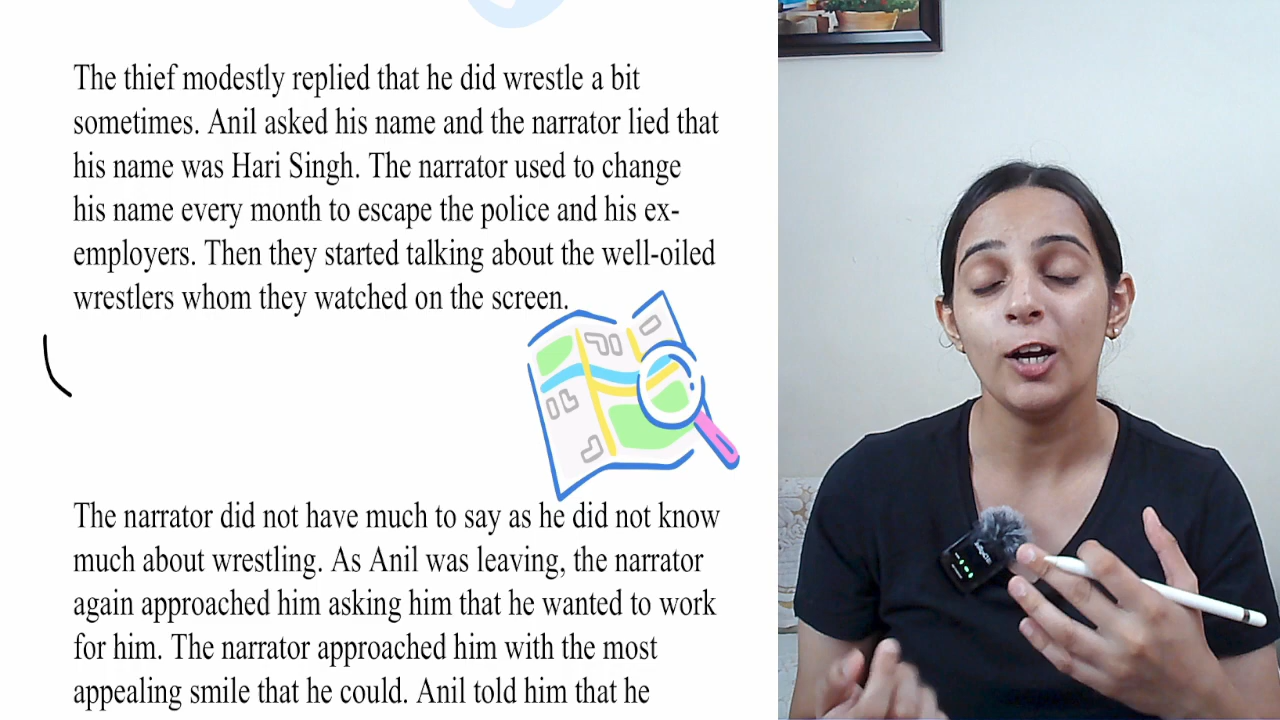 The thief modestly replied that he did wrestle a bit
sometimes. Anil asked his name and the narrator lied that
his name was Hari Singh. The narrator used to change
his name every month to escape the police and his ex-
employers. Then they started talking about the well-oiled
wrestlers whom they watched on the screen.
The narrator did not have much to say as he did not know
much about wrestling. As Anil was leaving, the narrator
again approached him asking him that he wanted to work
for him. The narrator approached him with the most
appealing smile that he could. Anil told him that he